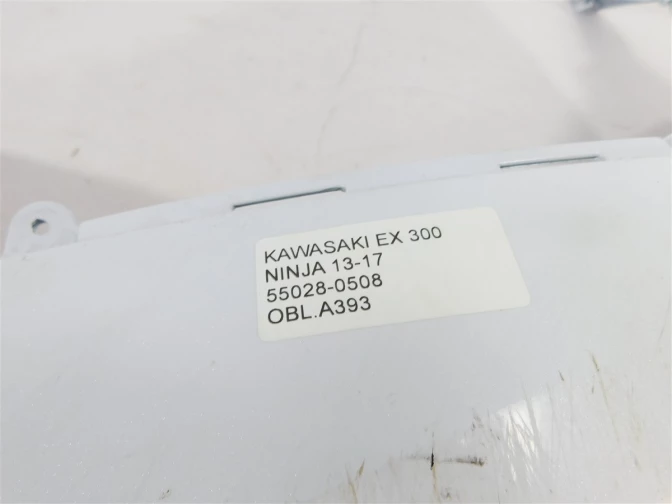 KAWASAKI EX 300
NINJA 13-17
55028-0508
OBL.A393